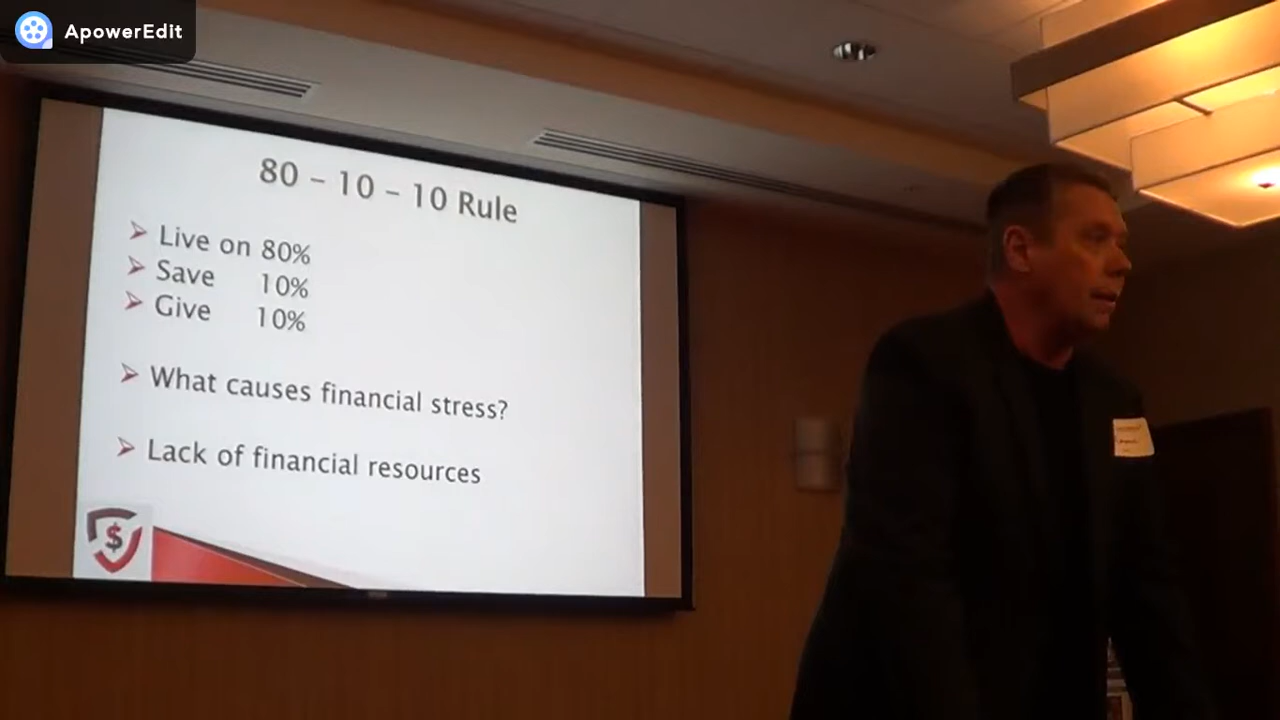 ApowerEdit
80 – 10 – 10 Rule
➢ Live on 80%
➢ Save 10%
➢ Give 10%
➢ What causes financial stress?
➢ Lack of financial resources
$